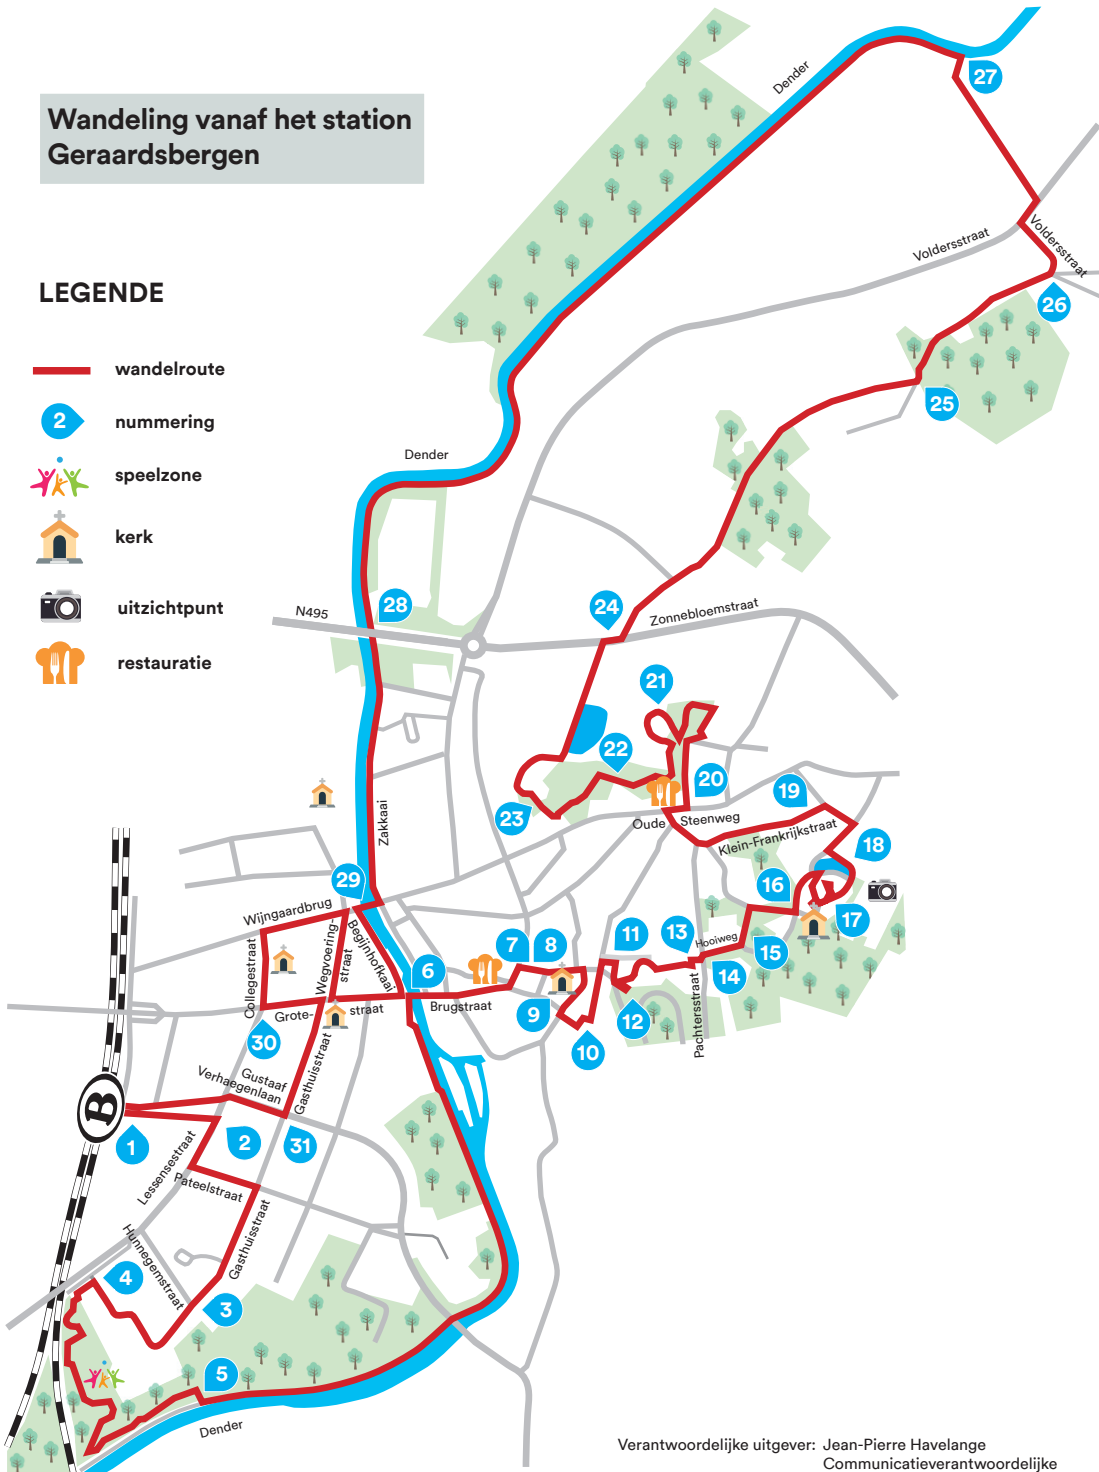 Wandeling vanaf het station
Geraardsbergen
LEGENDE
wandelroute
2
nummering
speelzone
kerk
uitzichtpunt
restauratie
Dender
27
Voldersstraat
Voldersstraat
26
25
Dender
N495
28
24
Zonnebloemstraat
21
22
20
19
23
Oude Steenweg
Klein-Frankrijkstraat
18
Zakkaai
29
16
17
Wijngaardbrug
Begijnhofkaai
Wegvoering-
straat
Collegestraat
6
7
8
11
13
Hooiweg
15
14
Grote-
straat
Brugstraat
9
12
10
Pachtersstraat
30
Gustaaf
Verhaegenlaan
Gasthuisstraat
B
1
2
31
Lessensestraat
Pateelstraat
Gasthuisstraat
Hunnegemstraat
4
3
5
Dender
Verantwoordelijke uitgever: Jean-Pierre Havelange
Communicatieverantwoordelijke